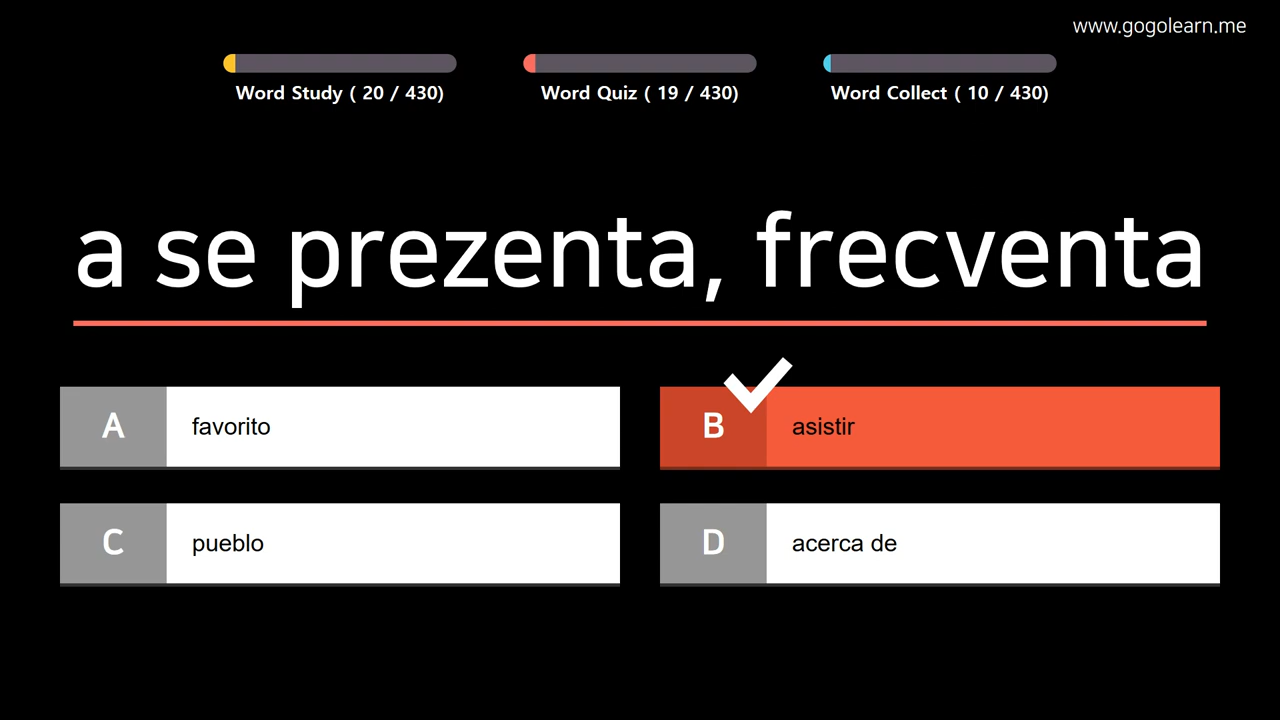 www.gogolearn.me
Word Study ( 20 / 430)
Word Quiz ( 19 / 430)
Word Collect ( 10 / 430)
a se prezenta, frecventa
A favorito
B asistir
C pueblo
D acerca de